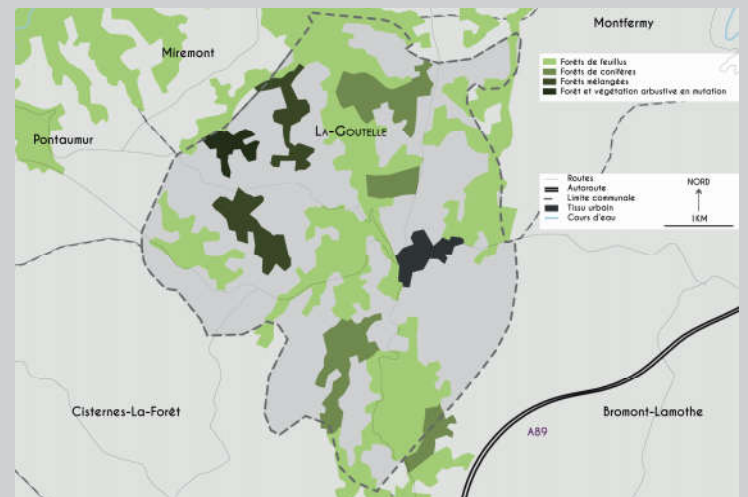 Montfermy
Miremont
Forêts de feuillus
Forêts de conifères
Forêts mélangées
Forêt et végétation arbustive en mutation
Pontaumur
La-Goutelle
Routes
Autoroute
Limite communale
Tissu urbain
Cours d'eau
NORD
1KM
Cisternes-La-Forêt
Bromont-Lamothe
A89